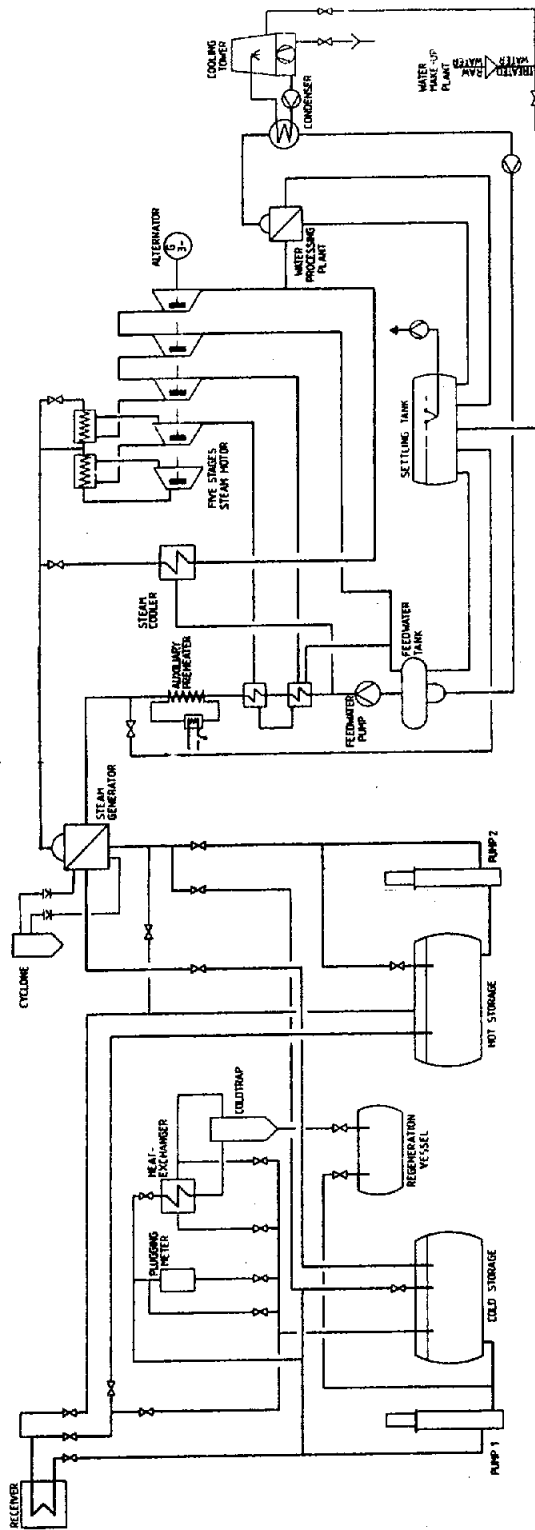 RECEIVER
PUMP 1
COLD STORAGE
PLUGGING
METER
HEAT-
EXCHANGER
COLDTRAP
REGENERATION
VESSEL
CYCLONE
STEAM
GENERATOR
HOT STORAGE
PUMP 2
AUXILIARY
PREHEATER
STEAM
COOLER
FEEDWATER
PUMP
FEEDWATER
TANK
FIVE STAGES
STEAM MOTOR
ALTERNATOR
G
3~
SETTLING TANK
WATER
PROCESSING
PLANT
COOLING
TOWER
CONDENSER
WATER
MAKE-UP
PLANT
RAW
WATER
TREATED
WATER